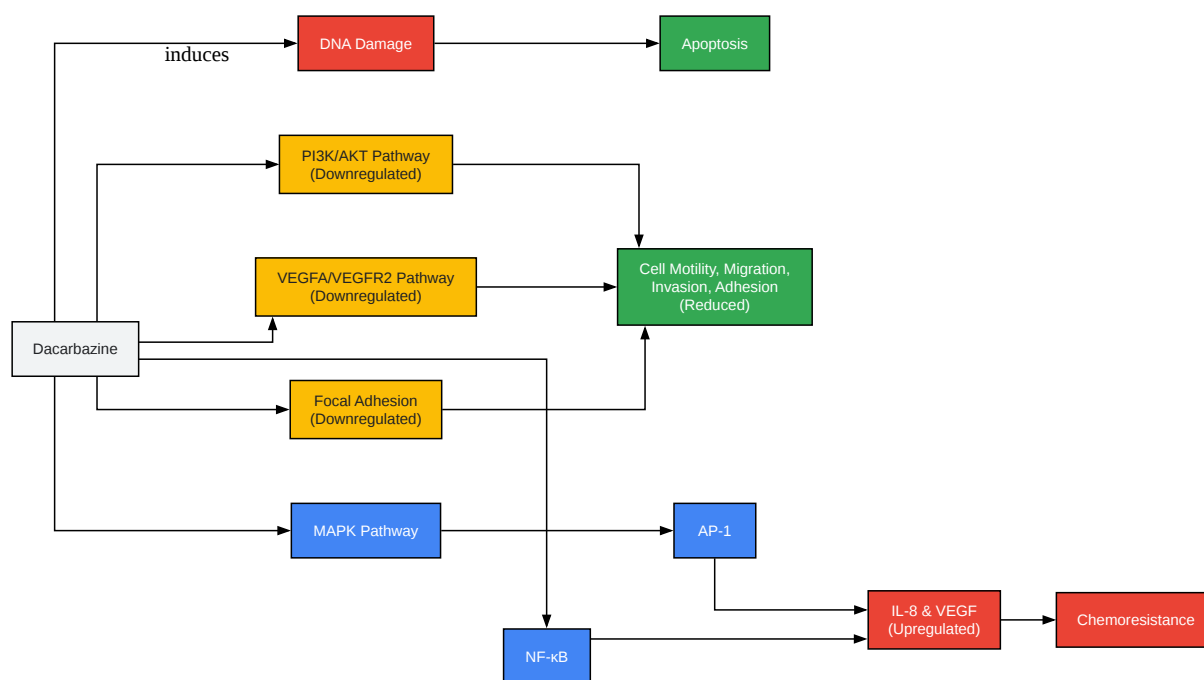 DNA Damage
Apoptosis
induces
PI3K/AKT Pathway
(Downregulated)
VEGFA/VEGFR2 Pathway
(Downregulated)
Cell Motility, Migration,
Invasion, Adhesion
(Reduced)
Dacarbazine
Focal Adhesion
(Downregulated)
MAPK Pathway
AP-1
IL-8 & VEGF
(Upregulated)
Chemoresistance
NF-κB